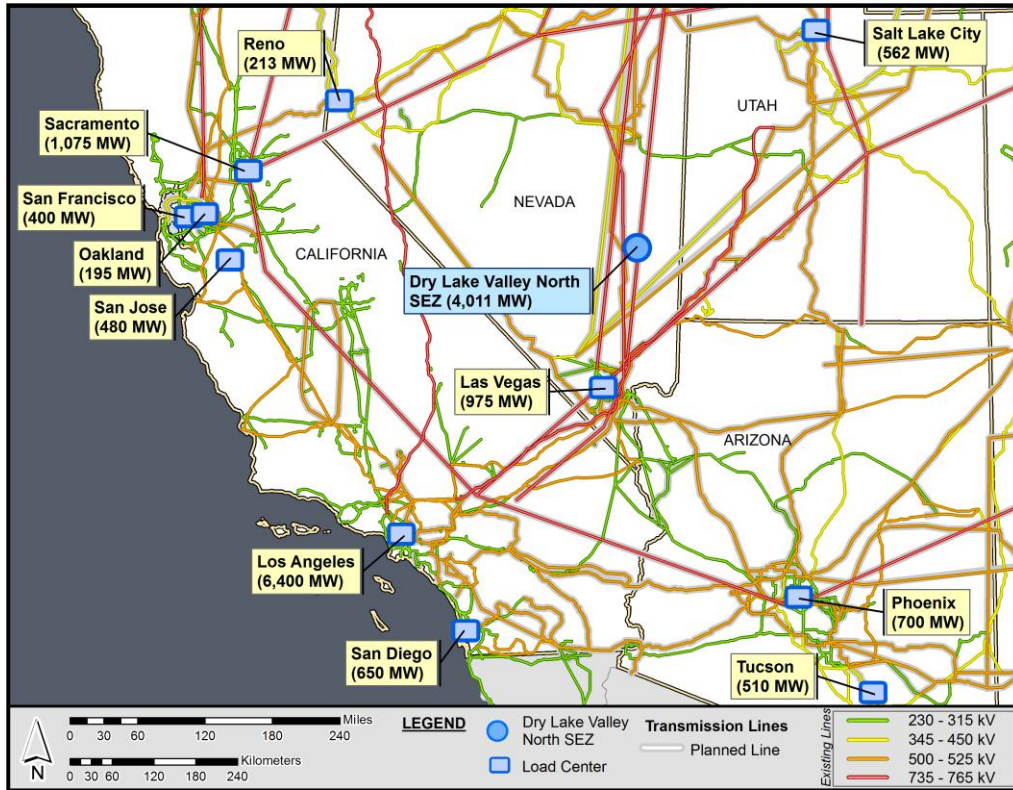 Reno
(213 MW)
Salt Lake City
(562 MW)
UTAH
Sacramento
(1,075 MW)
San Francisco
(400 MW)
NEVADA
Oakland
(195 MW)
CALIFORNIA
Dry Lake Valley North
SEZ (4,011 MW)
San Jose
(480 MW)
Las Vegas
(975 MW)
ARIZONA
Los Angeles
(6,400 MW)
Phoenix
(700 MW)
San Diego
(650 MW)
Tucson
(510 MW)
N
Miles
0 30 60 120 180 240
Kilometers
0 30 60 120 180 240
LEGEND
Dry Lake Valley
North SEZ
Load Center
Transmission Lines
Planned Line
Existing Lines
230 - 315 kV
345 - 450 kV
500 - 525 kV
735 - 765 kV